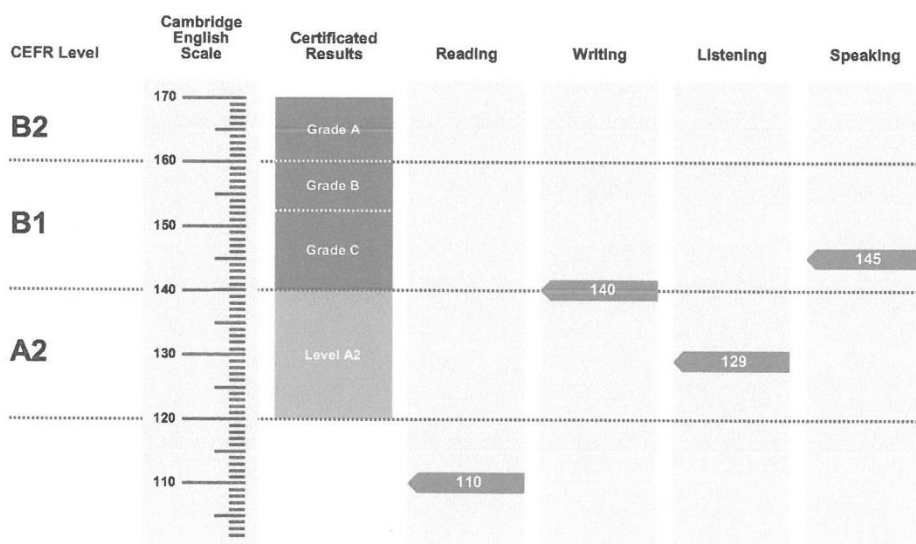 CEFR Level
Cambridge
English
Scale
Certificated
Results
Reading
Writing
Listening
Speaking
170
B2
Grade A
160
Grade B
B1
150
Grade C
145
140
140
A2
130
Level A2
129
120
110
110